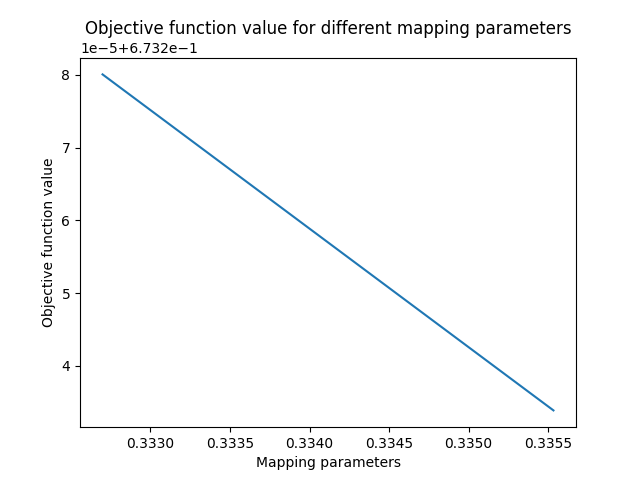 Objective function value for different mapping parameters
1e−5+6.732e−1
8
7
6
5
4
Objective function value
0.3330 0.3335 0.3340 0.3345 0.3350 0.3355
Mapping parameters